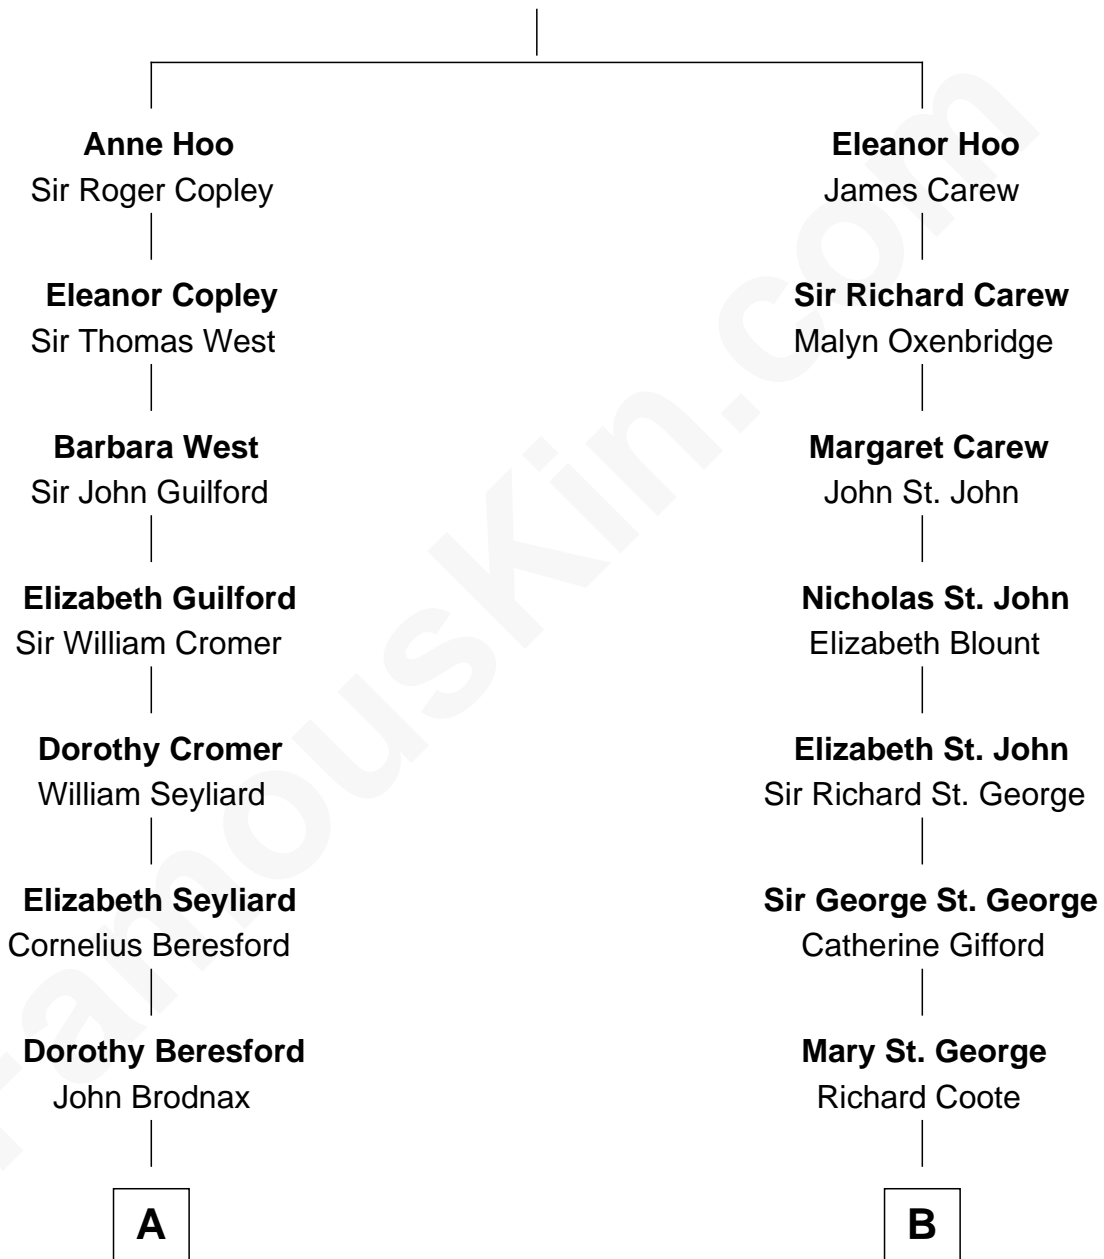 Anne Hoo
Sir Roger Copley
Eleanor Copley
Sir Thomas West
Barbara West
Sir John Guilford
Elizabeth Guilford
Sir William Cromer
Dorothy Cromer
William Seyliard
Elizabeth Seyliard
Cornelius Beresford
Dorothy Beresford
John Brodnax
A
Eleanor Hoo
James Carew
Sir Richard Carew
Malyn Oxenbridge
Margaret Carew
John St. John
Nicholas St. John
Elizabeth Blount
Elizabeth St. John
Sir Richard St. George
Sir George St. George
Catherine Gifford
Mary St. George
Richard Coote
B
FamousKin.com